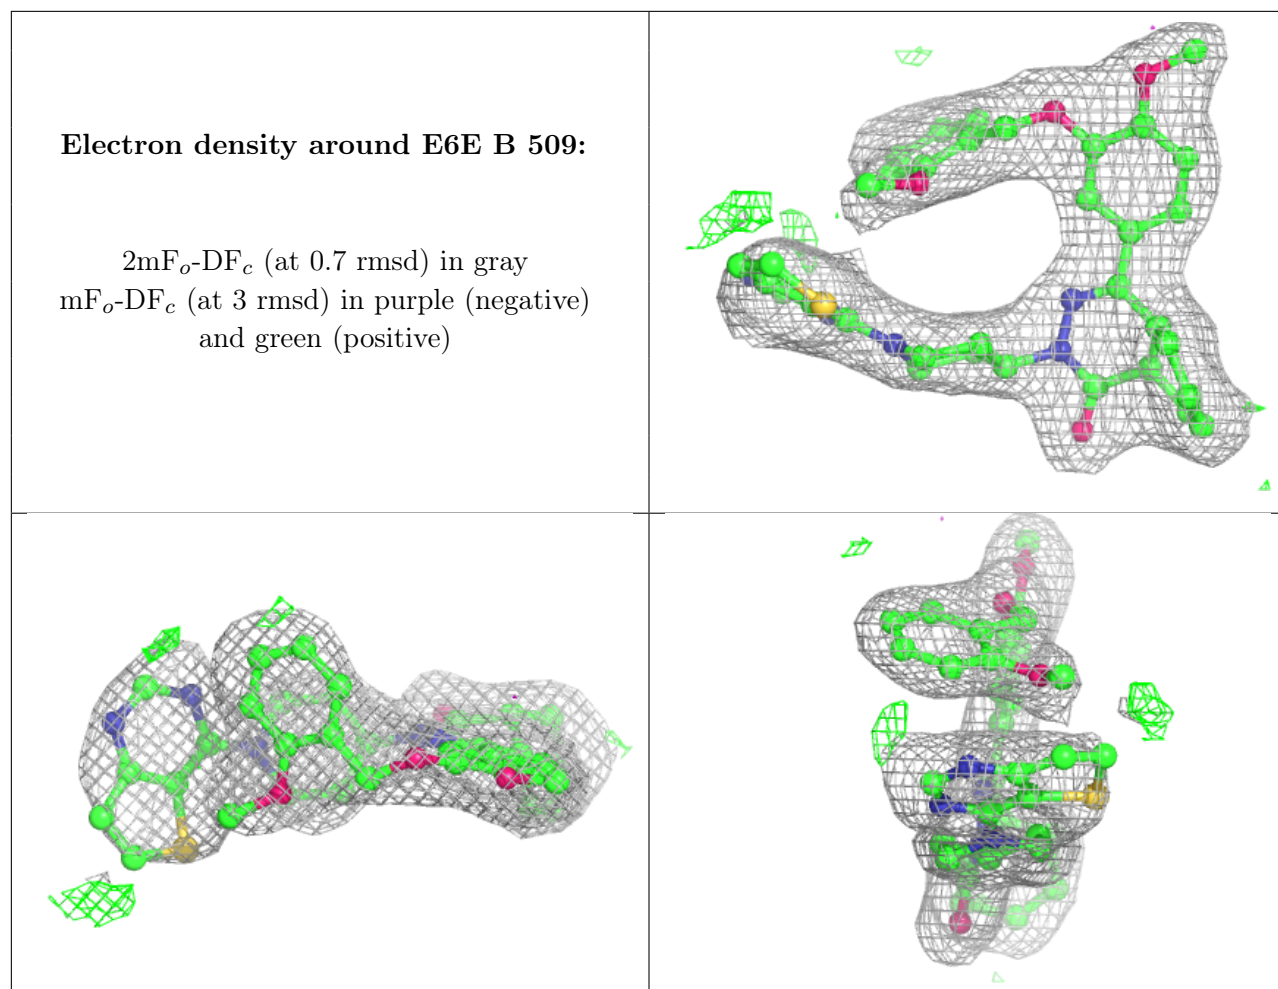 Electron density around E6E B 509:
2mFo-DFc (at 0.7 rmsd) in gray
mFo-DFc (at 3 rmsd) in purple (negative)
and green (positive)